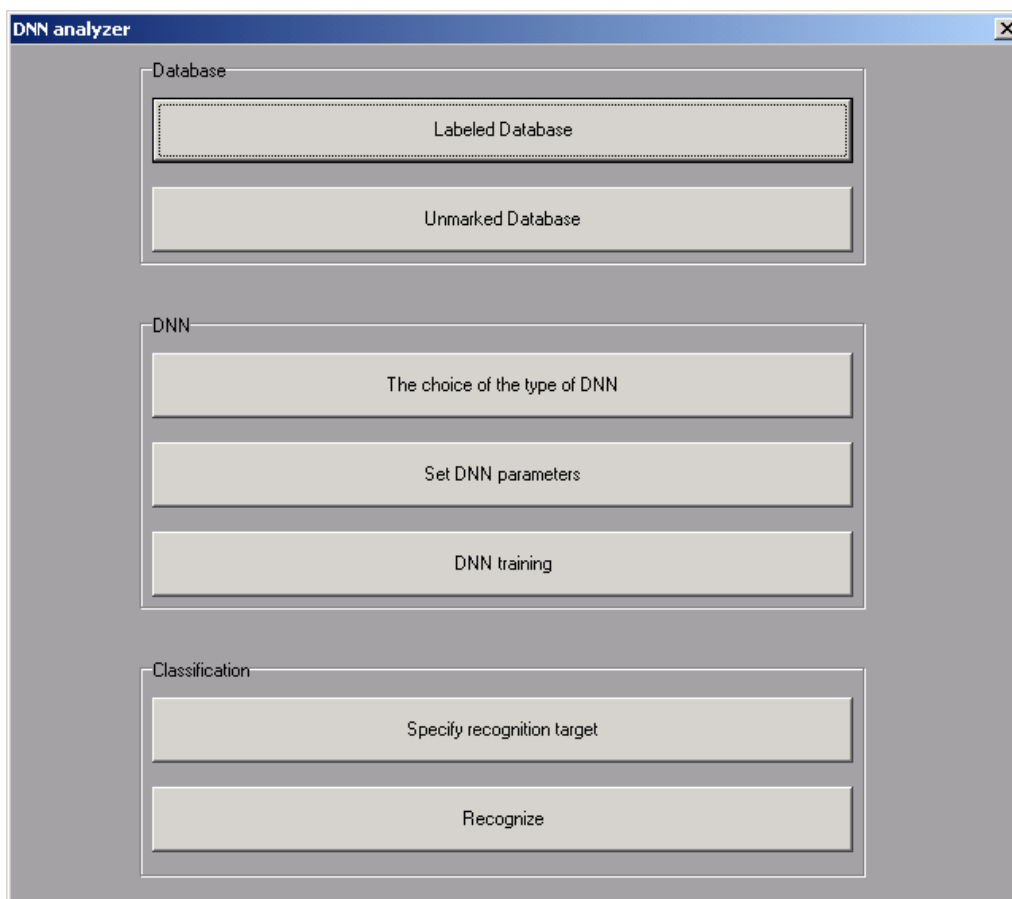 DNN analyzer
Database
Labeled Database
Unmarked Database
DNN
The choice of the type of DNN
Set DNN parameters
DNN training
Classification
Specify recognition target
Recognize